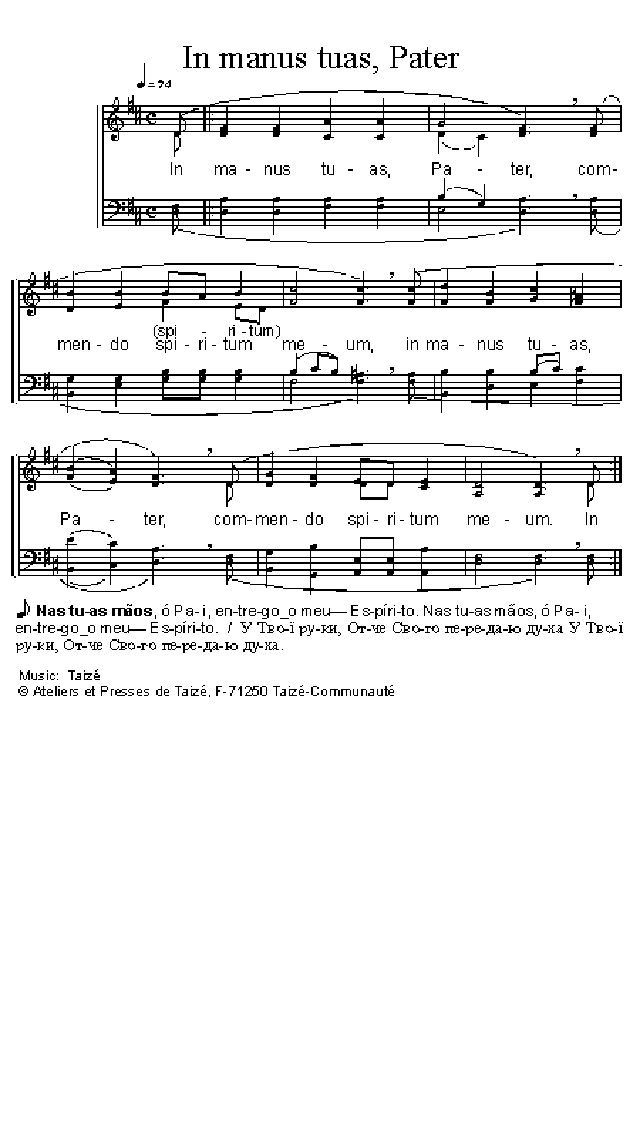 In manus tuas, Pater
♩ = 74
In ma - nus tu - as, Pa - ter, com-
(spi - ri - tum)
men - do spi - ri - tum me - um, in ma - nus tu - as,
Pa - ter, com-men - do spi - ri - tum me - um. In
♪ Nas tu-as mãos, ó Pa-i, en-tre-go_o meu— Es-píri-to. Nas tu-as mãos, ó Pa-i,
en-tre-go_o meu— Es-píri-to. / У Тво-ї ру-ки, От-че Сво-го пе-ре-да-ю ду-ха У Тво-ї
ру-ки, От-че Сво-го пе-ре-да-ю ду-ха.
Music: Taizé
© Ateliers et Presses de Taizé, F-71250 Taizé-Communauté